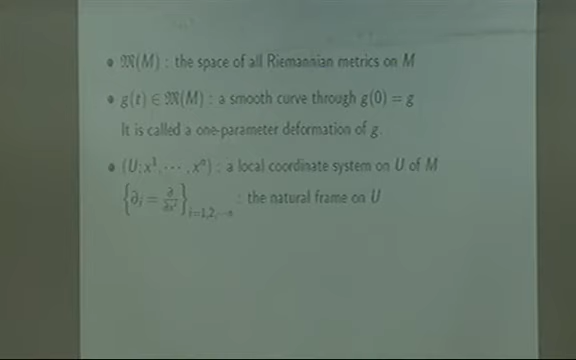 • 𝔐(M) : the space of all Riemannian metrics on M
• g(t) ∈ 𝔐(M) : a smooth curve through g(0) = g
It is called a one-parameter deformation of g.
• (U; x¹, ⋯ , xⁿ) : a local coordinate system on U of M
{∂ᵢ = ∂/∂xⁱ}ᵢ₌₁,₂,⋯ₙ : the natural frame on U